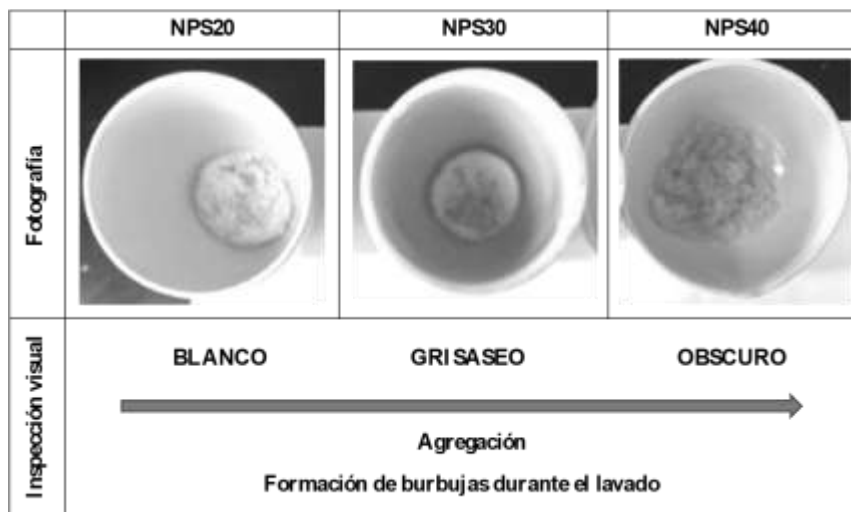 NPS20 NPS30 NPS40
Fotografía
Inspección visual
BLANCO GRISASEO OBSCURO
Agregación
Formación de burbujas durante el lavado